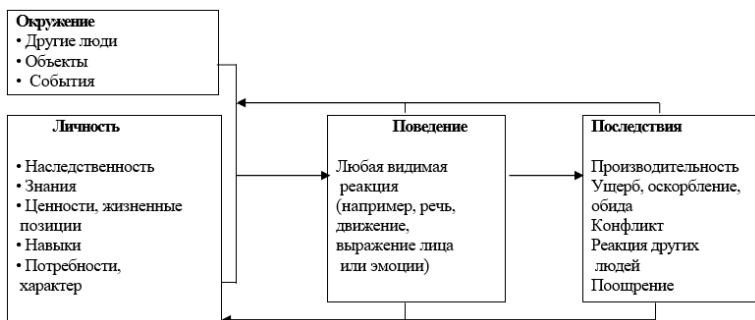 Окружение
• Другие люди
• Объекты
• События
Личность
• Наследственность
• Знания
• Ценности, жизненные
позиции
• Навыки
• Потребности,
характер
Поведение
Любая видимая
реакция
(например, речь,
движение,
выражение лица
или эмоции)
Последствия
Производительность
Ущерб, оскорбление,
обида
Конфликт
Реакция других
людей
Поощрение